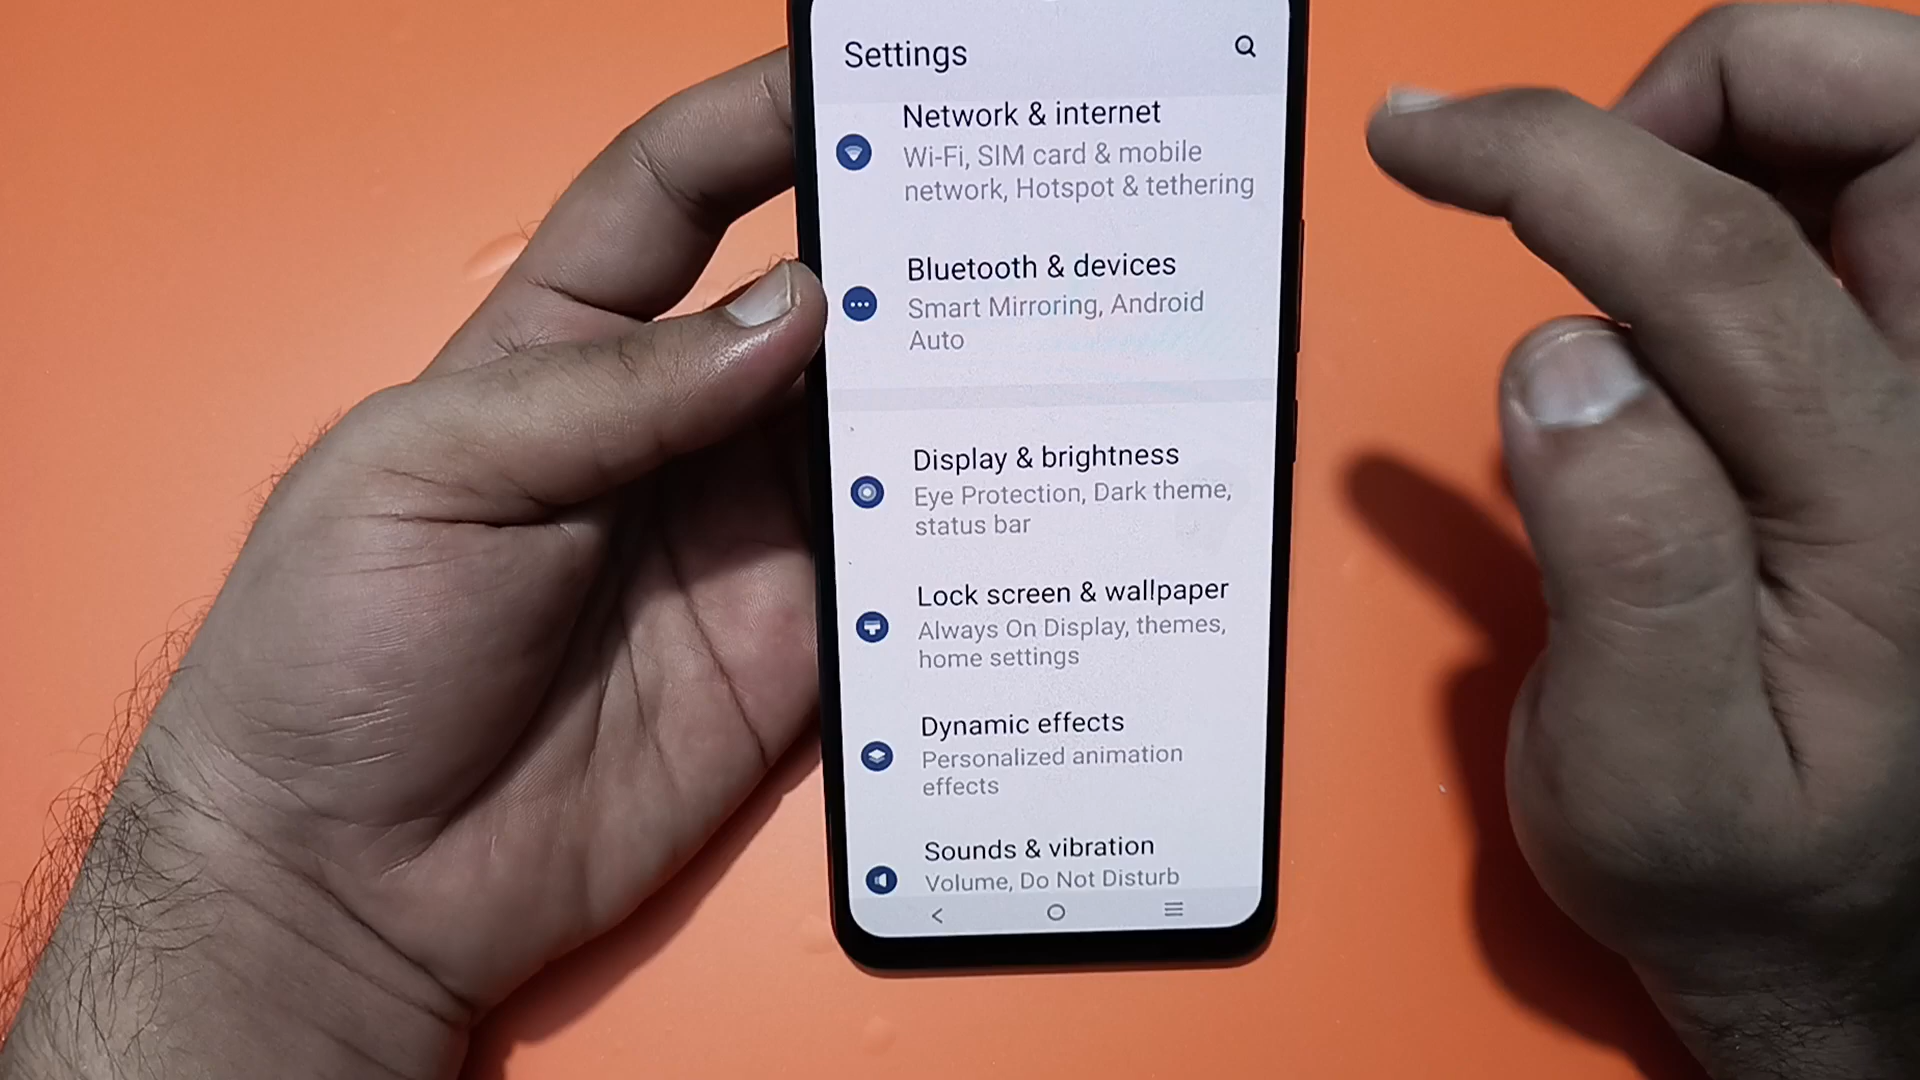 Settings
Network & internet
Wi-Fi, SIM card & mobile
network, Hotspot & tethering
Bluetooth & devices
Smart Mirroring, Android
Auto
Display & brightness
Eye Protection, Dark theme,
status bar
Lock screen & wallpaper
Always On Display, themes,
home settings
Dynamic effects
Personalized animation
effects
Sounds & vibration
Volume, Do Not Disturb